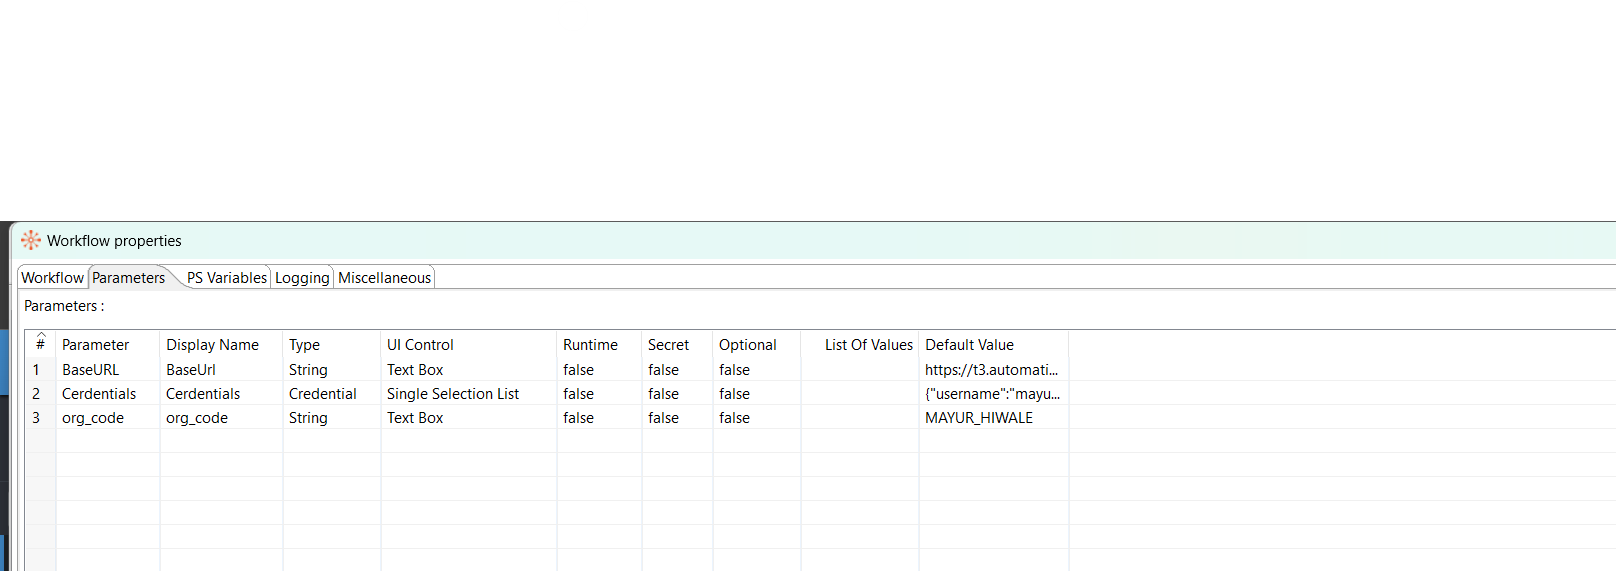 Workflow properties
Workflow Parameters PS Variables Logging Miscellaneous
Parameters :
# Parameter Display Name Type UI Control Runtime Secret Optional List Of Values Default Value
1 BaseURL BaseUrl String Text Box false false false https://t3.automati...
2 Cerdentials Cerdentials Credential Single Selection List false false false {"username":"mayu...
3 org_code org_code String Text Box false false false MAYUR_HIWALE